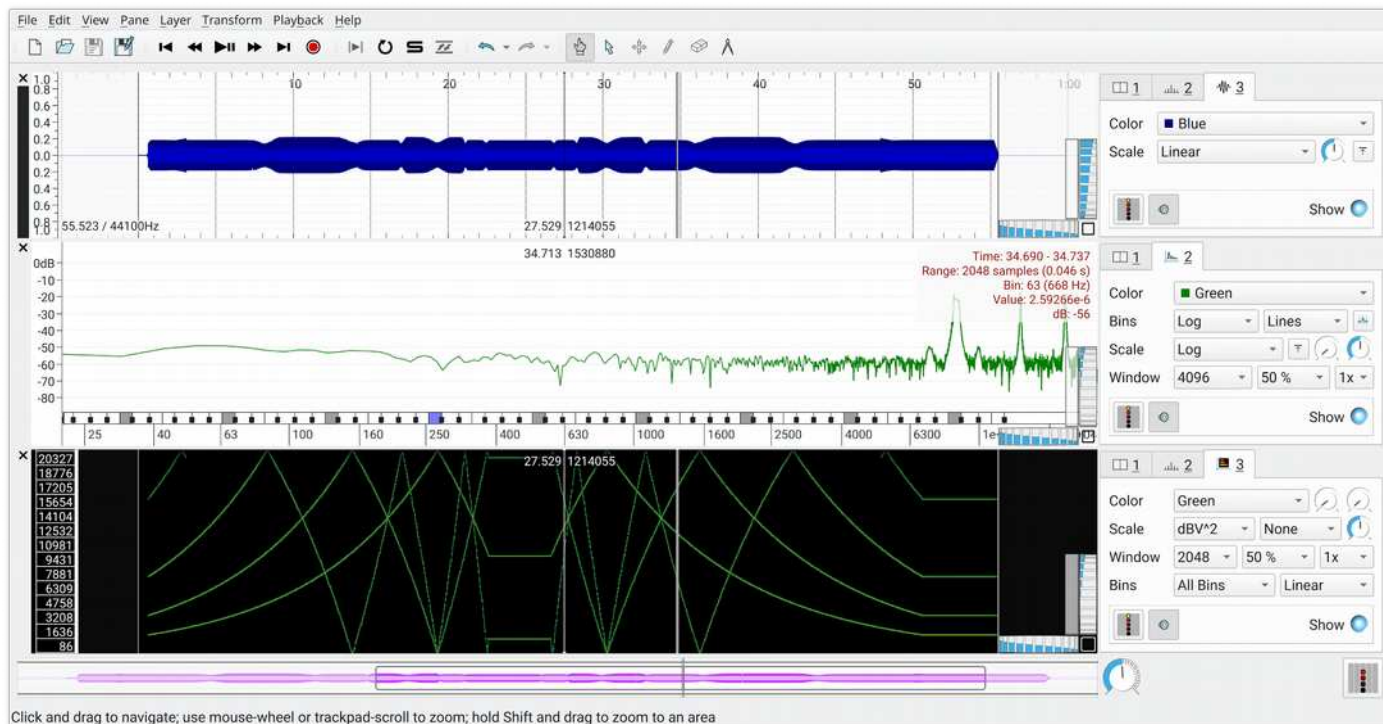 File Edit View Pane Layer Transform Playback Help
1.0
0.8
0.6
0.4
0.2
0.0
0.2
0.4
0.6
0.8
1.0
10 20 30 40 50 1:00
55.523 / 44100Hz
27.529 1214055
1 2 3
Color Blue
Scale Linear
Show
34.713 1530880
Time: 34.690 - 34.737
Range: 2048 samples (0.046 s)
Bin: 63 (668 Hz)
Value: 2.59266e-6
dB: -56
0dB
-10
-20
-30
-40
-50
-60
-70
-80
25 40 63 100 160 250 400 630 1000 1600 2500 4000 6300
1 2
Color Green
Bins Log Lines
Scale Log
Window 4096 50 % 1x
Show
27.529 1214055
20327
18776
17205
15654
14104
12532
10981
9431
7881
6309
4758
3208
1636
86
1 2 3
Color Green
Scale dBV^2 None
Window 2048 50 % 1x
Bins All Bins Linear
Show
Click and drag to navigate; use mouse-wheel or trackpad-scroll to zoom; hold Shift and drag to zoom to an area